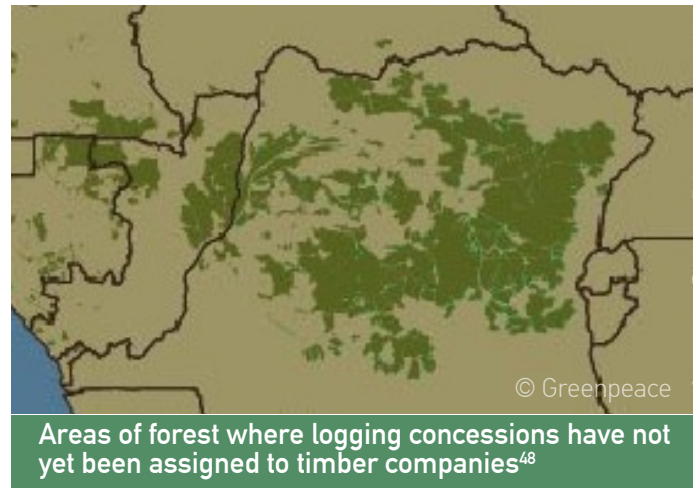 © Greenpeace
Areas of forest where logging concessions have not
yet been assigned to timber companies⁴⁸